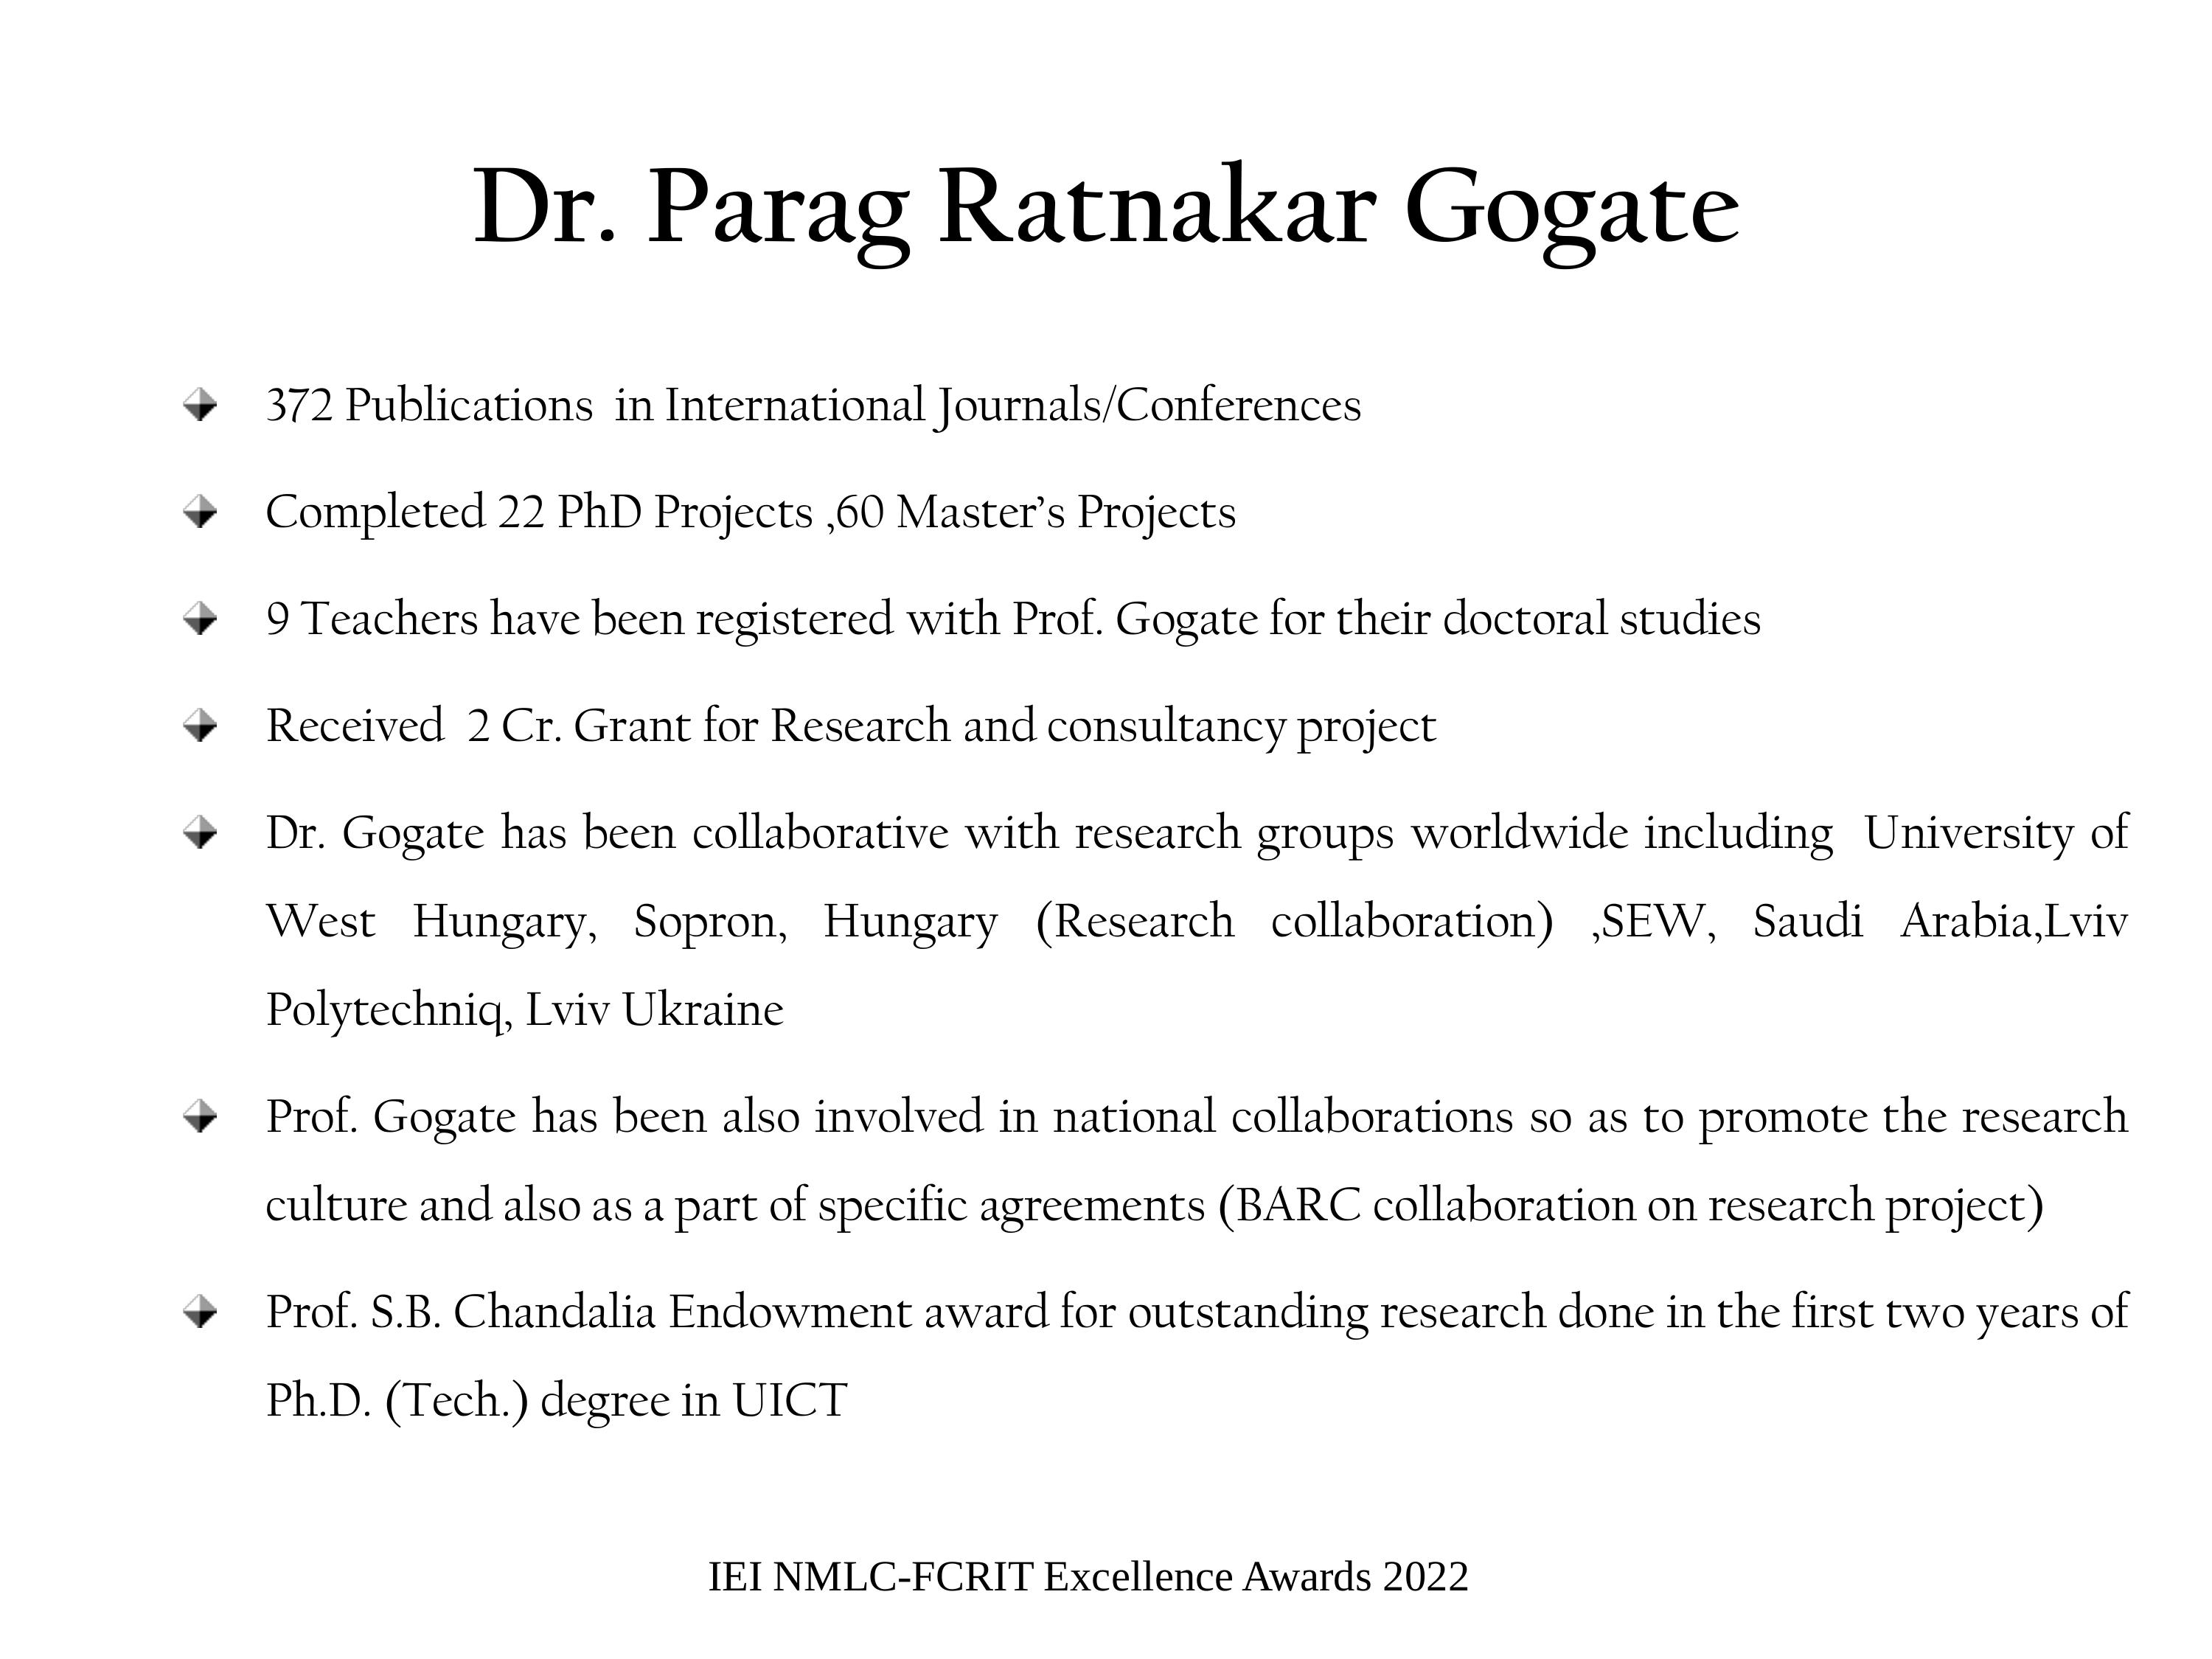 Dr. Parag Ratnakar Gogate
372 Publications  in International Journals/Conferences
Completed 22 PhD Projects ,60 Master’s Projects
9 Teachers have been registered with Prof. Gogate for their doctoral studies
Received  2 Cr. Grant for Research and consultancy project
Dr. Gogate has been collaborative with research groups worldwide including  University of
West Hungary, Sopron, Hungary (Research collaboration) ,SEW, Saudi Arabia,Lviv
Polytechniq, Lviv Ukraine
Prof. Gogate has been also involved in national collaborations so as to promote the research
culture and also as a part of specific agreements (BARC collaboration on research project)
Prof. S.B. Chandalia Endowment award for outstanding research done in the first two years of
Ph.D. (Tech.) degree in UICT
IEI NMLC-FCRIT Excellence Awards 2022